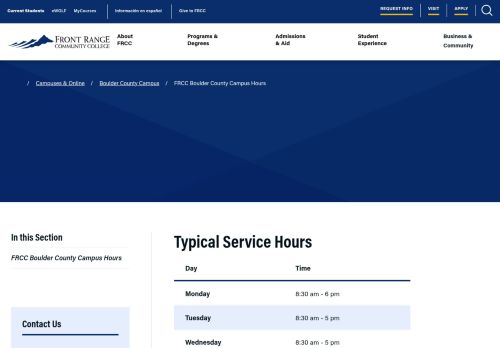 Current Students eWOLF MyCourses Información en español Give to FRCC REQUEST INFO VISIT APPLY
FRONT RANGE
COMMUNITY COLLEGE
About
FRCC
Programs &
Degrees
Admissions
& Aid
Student
Experience
Business &
Community
/ Campuses & Online / Boulder County Campus / FRCC Boulder County Campus Hours
In this Section
FRCC Boulder County Campus Hours
Contact Us
Typical Service Hours
Day Time
Monday 8:30 am - 6 pm
Tuesday 8:30 am - 5 pm
Wednesday 8:30 am - 5 pm